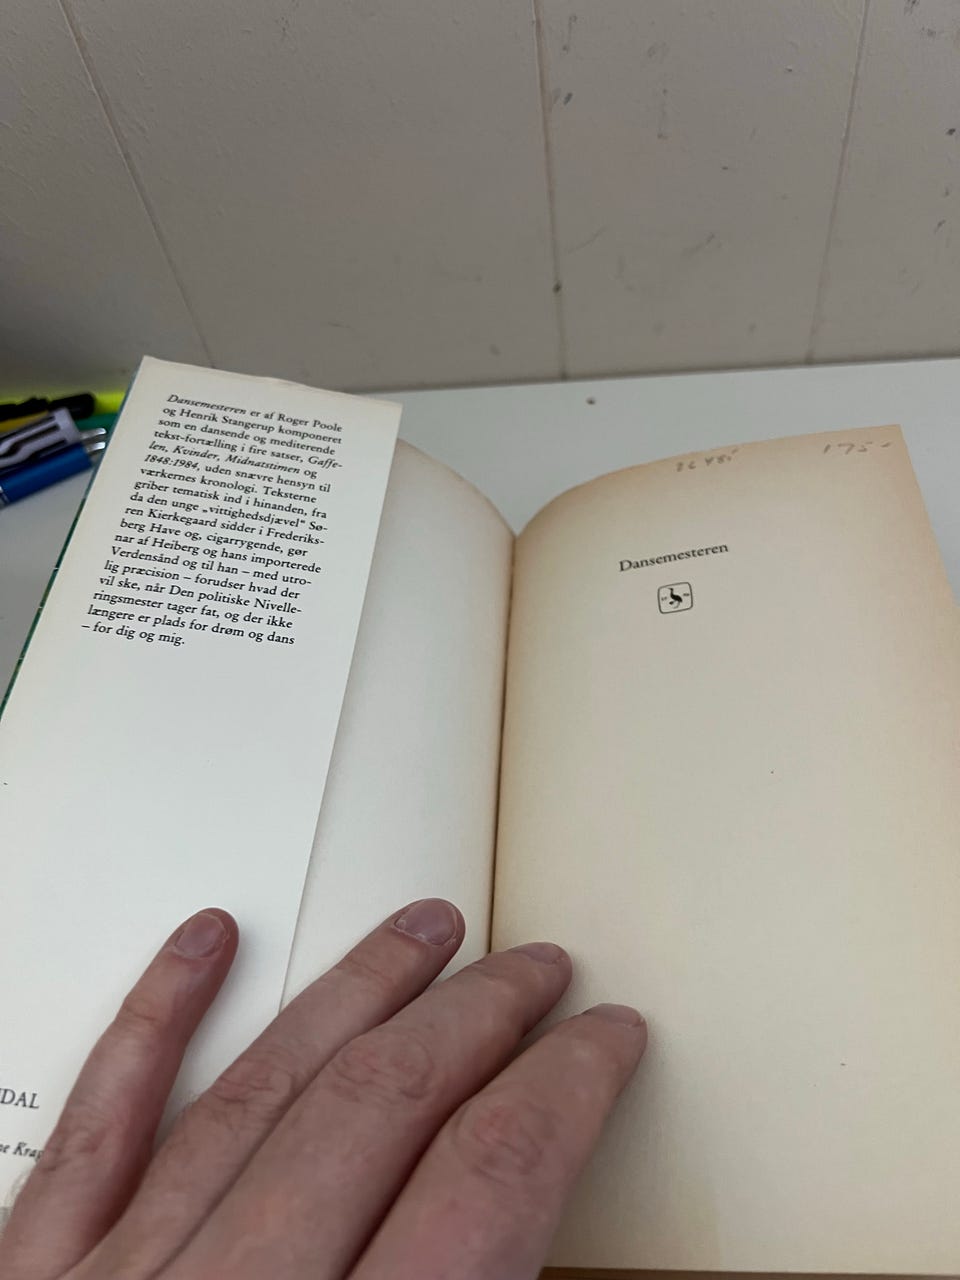 Dansemesteren er af Roger Poole
og Henrik Stangerup komponeret
som en dansende og mediterende
tekst-fortælling i fire satser, Gaffe-
len, Kvinder, Midnatstimen og
1848:1984, uden snævre hensyn til
værkernes kronologi. Teksterne
griber tematisk ind i hinanden, fra
da den unge „vittighedsdjævel“ Sø-
ren Kierkegaard sidder i Frederiks-
berg Have og, cigarrygende, gør
nar af Heiberg og hans importerede
Verdensånd og til han – med utro-
lig præcision – forudser hvad der
vil ske, når Den politiske Nivelle-
ringsmester tager fat, og der ikke
længere er plads for drøm og dans
– for dig og mig.
DAL
Dansemesteren
175-